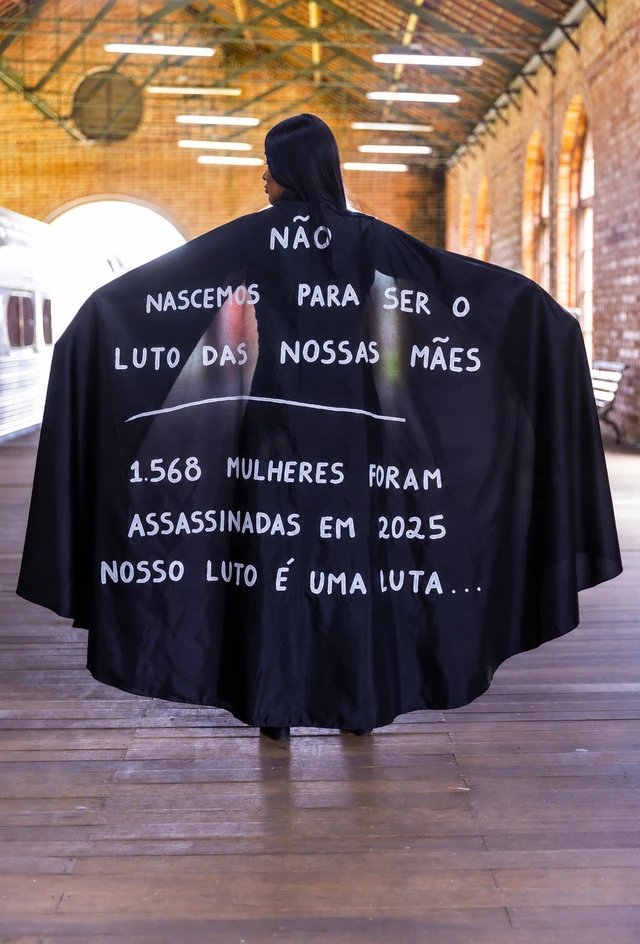 NÃO
NASCEMOS PARA SER O
LUTO DAS NOSSAS MÃES
1.568 MULHERES FORAM
ASSASSINADAS EM 2025
NOSSO LUTO É UMA LUTA...